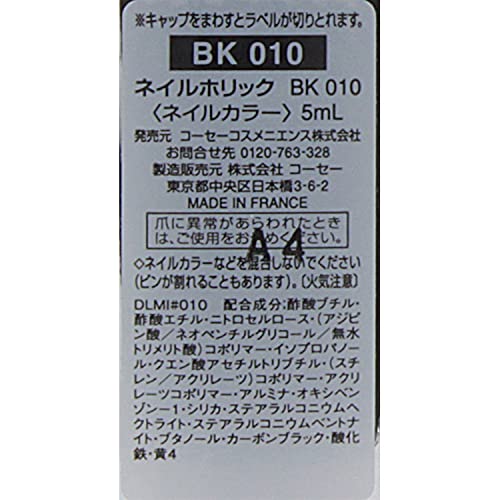 ※キャップをまわすとラベルが切りとれます。
BK 010
ネイルホリック BK 010
〈ネイルカラー〉5mL
発売元 コーセーコスメニエンス株式会社
お問合せ先 0120-763-328
製造販売元 株式会社 コーセー
東京都中央区日本橋3-6-2
MADE IN FRANCE
爪に異常があらわれたとき
は、ご使用をおやめください。
A4
◇ネイルカラーなどを混合しないでください
(ビンが割れることもあります)。〔火気注意〕
DLMI#010 配合成分:酢酸ブチル・
酢酸エチル・ニトロセルロース・(アジピ
ン酸/ネオペンチルグリコール/無水
トリメリト酸)コポリマー・イソプロパノー
ル・クエン酸アセチルトリブチル・(ス
チレン/アクリレーツ)コポリマー・アクリ
レーツコポリマー・アルミナ・オキシベン
ゾン-1・シリカ・ステアラルコニウムヘ
クトライト・ステアラルコニウムベントナ
イト・ブタノール・カーボンブラック・酸化
鉄・黄4